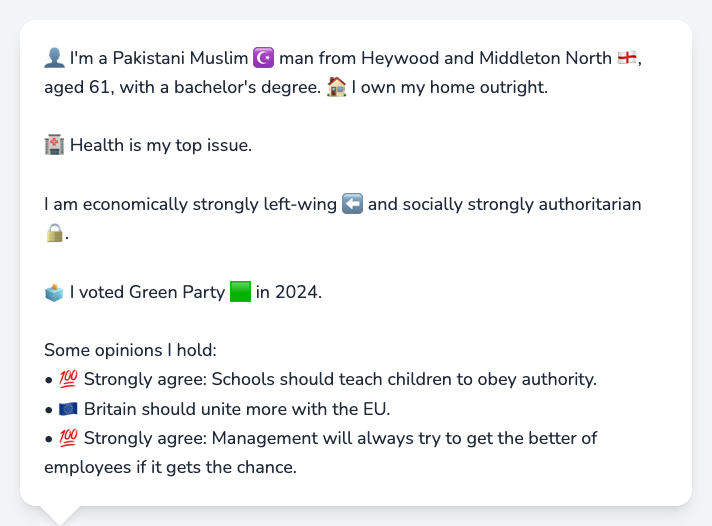 👤 I'm a Pakistani Muslim ☪️ man from Heywood and Middleton North 🏴󠁧󠁢󠁥󠁮󠁧󠁿,
aged 61, with a bachelor's degree. 🏠 I own my home outright.
🏥 Health is my top issue.
I am economically strongly left-wing ⬅️ and socially strongly authoritarian
🔒.
🗳️ I voted Green Party 🟩 in 2024.
Some opinions I hold:
• 💯 Strongly agree: Schools should teach children to obey authority.
• 🇪🇺 Britain should unite more with the EU.
• 💯 Strongly agree: Management will always try to get the better of
employees if it gets the chance.